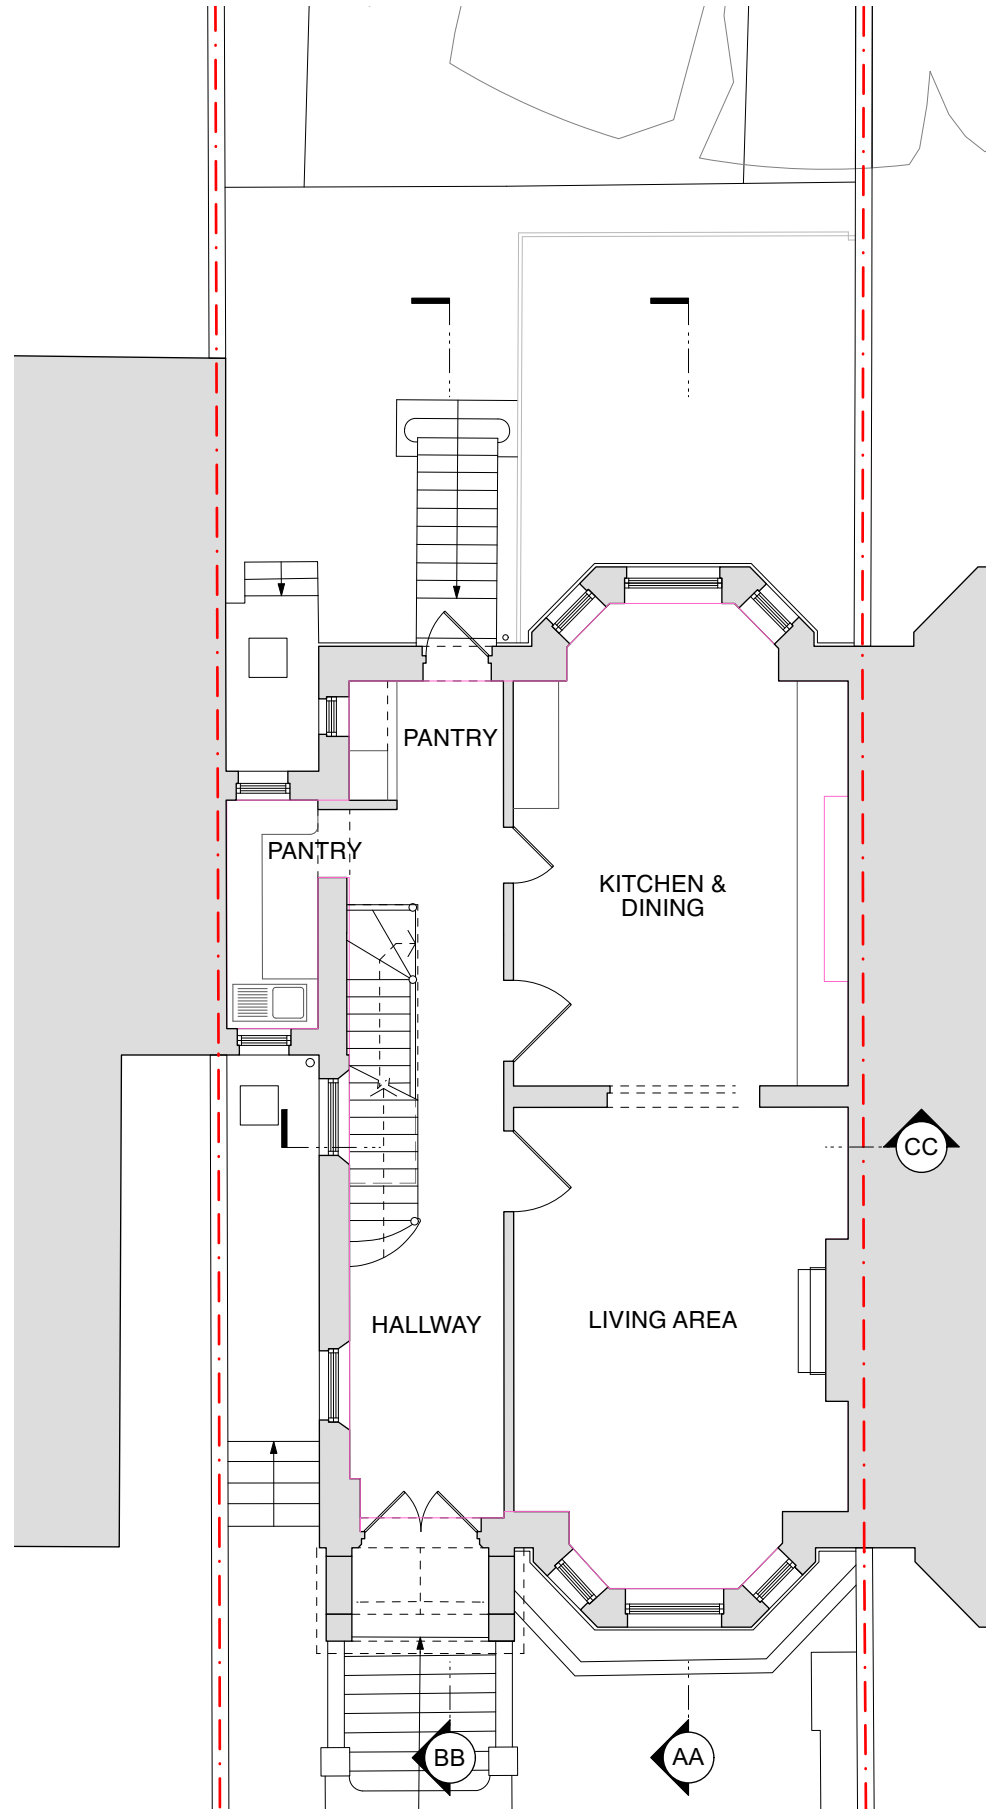 PANTRY
PANTRY
KITCHEN &
DINING
CC
HALLWAY
LIVING AREA
BB
AA